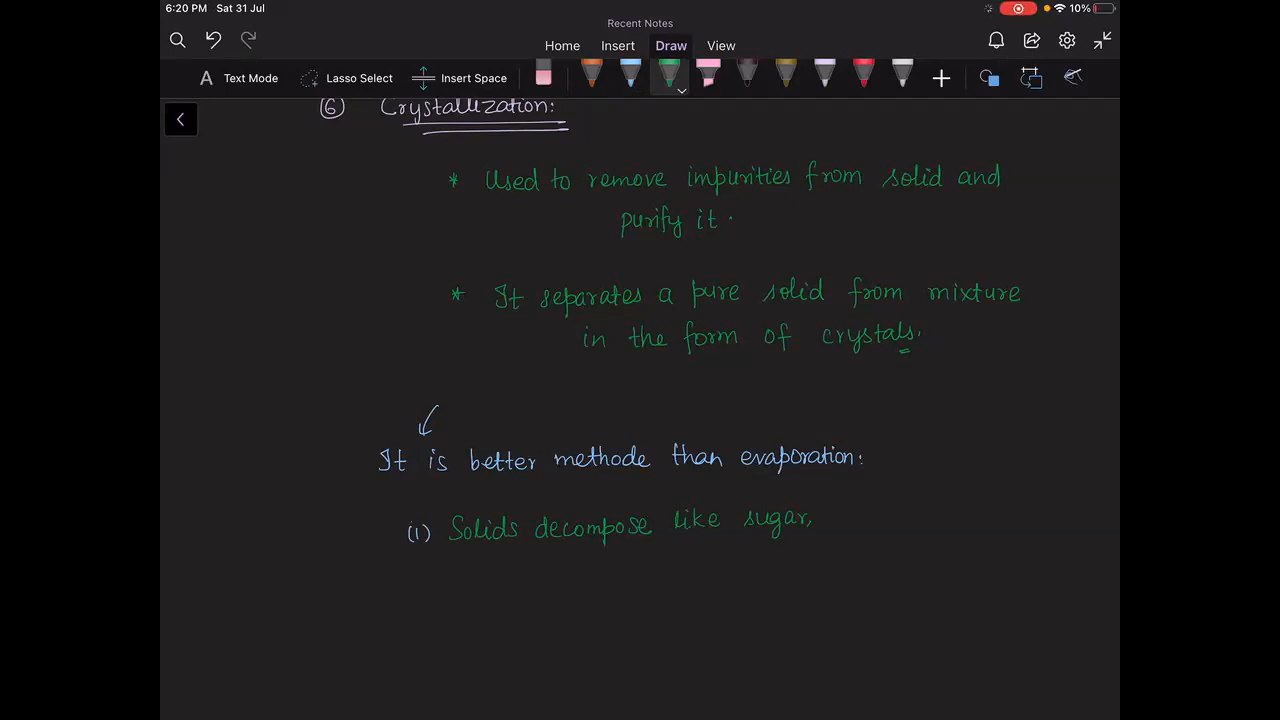 6:20 PM Sat 31 Jul
10%
Recent Notes
Home Insert Draw View
Text Mode Lasso Select Insert Space
6 Crystallization:
* Used to remove impurities from solid and
purify it.
* It separates a pure solid from mixture
in the form of crystals.
It is better methode than evaporation:
(i) Solids decompose like sugar,